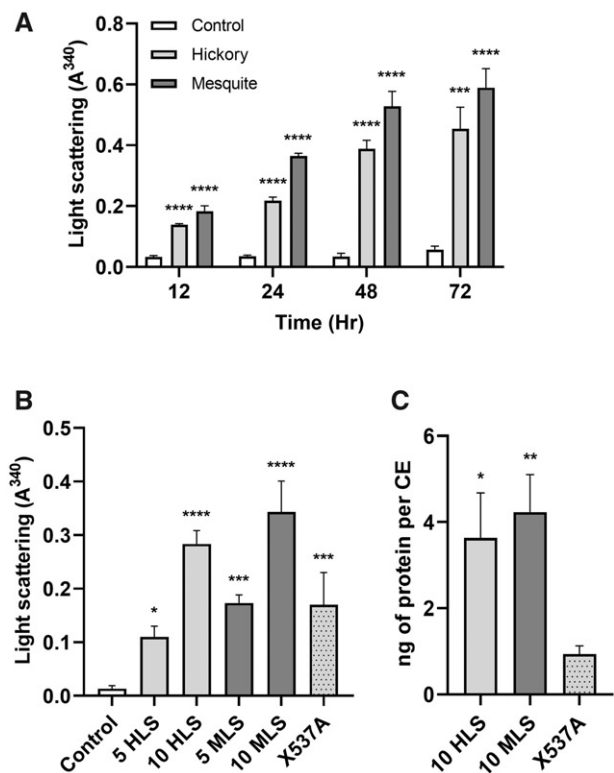 A
Light scattering (A³⁴⁰)
0.8
0.6
0.4
0.2
0.0
Control
Hickory
Mesquite
**** ****
**** ****
**** ****
*** ****
12 24 48 72
Time (Hr)
B
Light scattering (A³⁴⁰)
0.5
0.4
0.3
0.2
0.1
0.0
* **** *** **** ***
Control 5 HLS 10 HLS 5 MLS 10 MLS X537A
C
ng of protein per CE
6
4
2
0
* **
10 HLS 10 MLS X537A